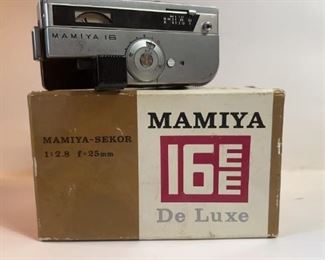 MAMIYA 16
MAMIYA-SEKOR
1:2.8 f=25mm
MAMIYA
16EE
De Luxe